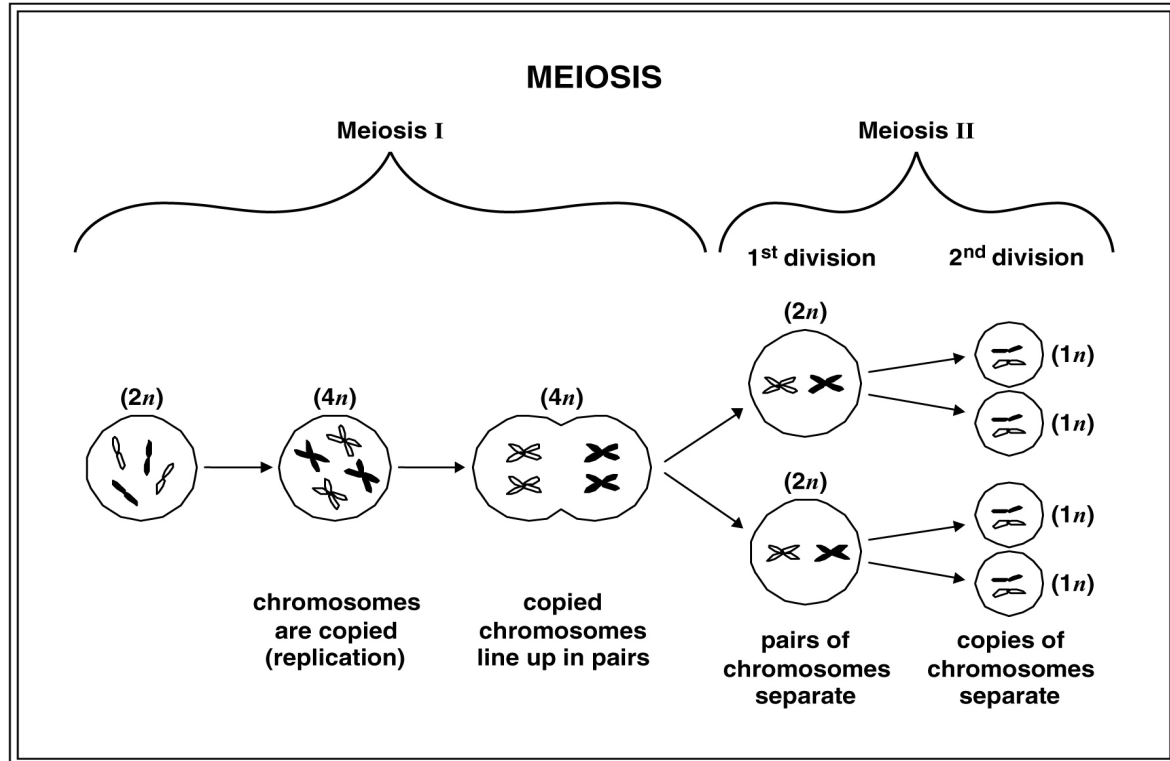 MEIOSIS
Meiosis I
Meiosis II
1st division
2nd division
(2n)
(4n)
(4n)
(2n)
(1n)
(1n)
(2n)
(1n)
(1n)
chromosomes
are copied
(replication)
copied
chromosomes
line up in pairs
pairs of
chromosomes
separate
copies of
chromosomes
separate